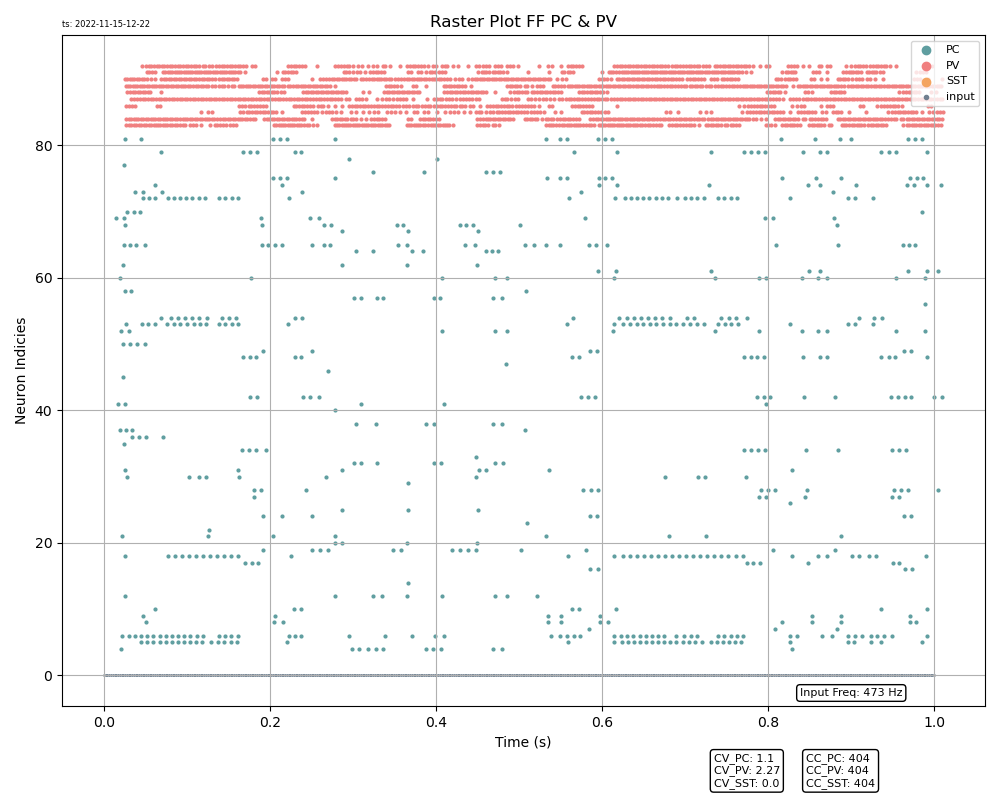 Raster Plot FF PC & PV
ts: 2022-11-15-12-22
PC
PV
SST
input
80
60
40
20
0
Neuron Indicies
Input Freq: 473 Hz
0.0 0.2 0.4 0.6 0.8 1.0
Time (s)
CV_PC: 1.1
CV_PV: 2.27
CV_SST: 0.0
CC_PC: 404
CC_PV: 404
CC_SST: 404